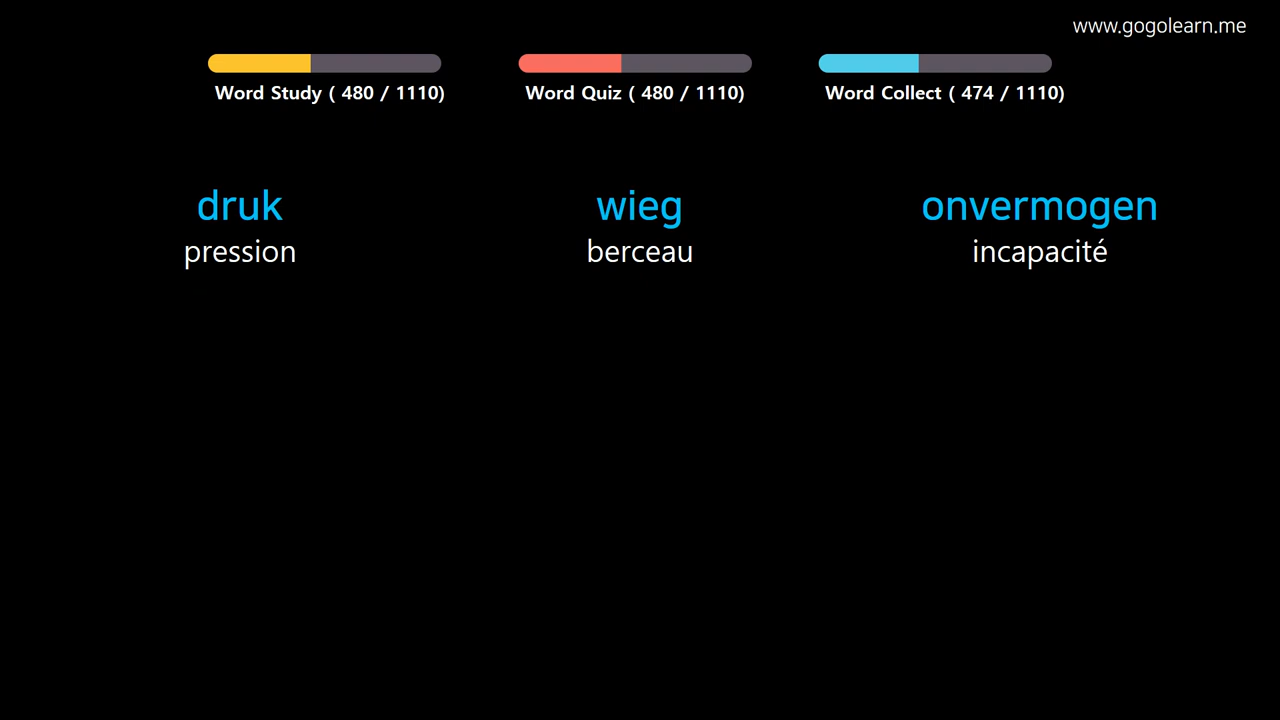 www.gogolearn.me
Word Study ( 480 / 1110)
Word Quiz ( 480 / 1110)
Word Collect ( 474 / 1110)
druk
pression
wieg
berceau
onvermogen
incapacité